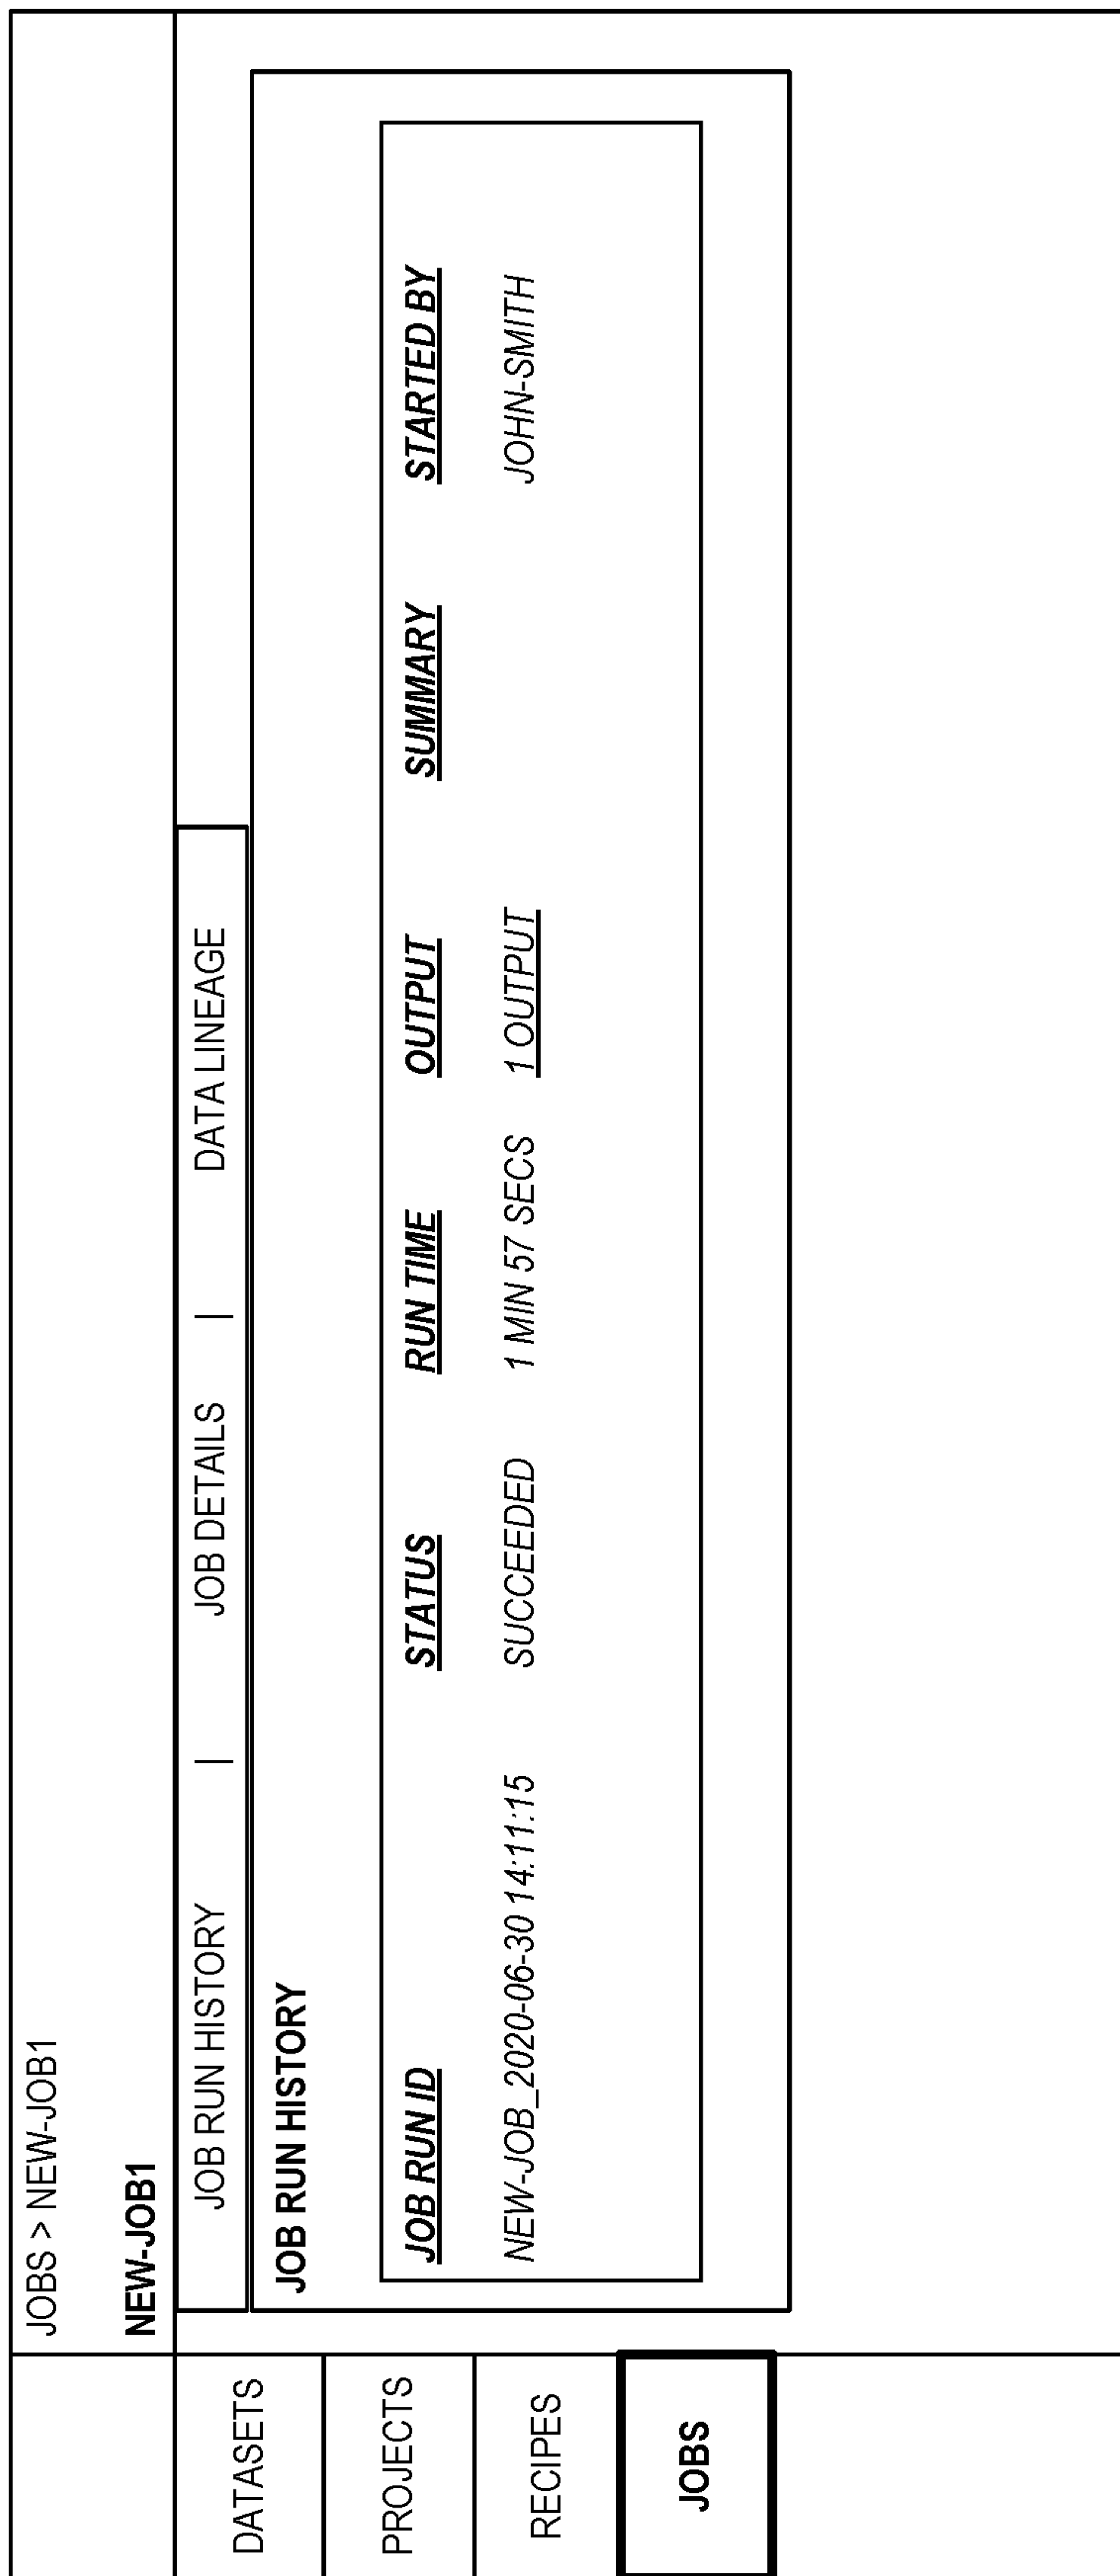 JOBS > NEW-JOB1
NEW-JOB1
DATASETS
PROJECTS
RECIPES
JOBS
JOB RUN HISTORY | JOB DETAILS | DATA LINEAGE
JOB RUN HISTORY
JOB RUN ID STATUS RUN TIME OUTPUT SUMMARY STARTED BY
NEW-JOB_2020-06-30 14:11:15 SUCCEEDED 1 MIN 57 SECS 1 OUTPUT JOHN-SMITH